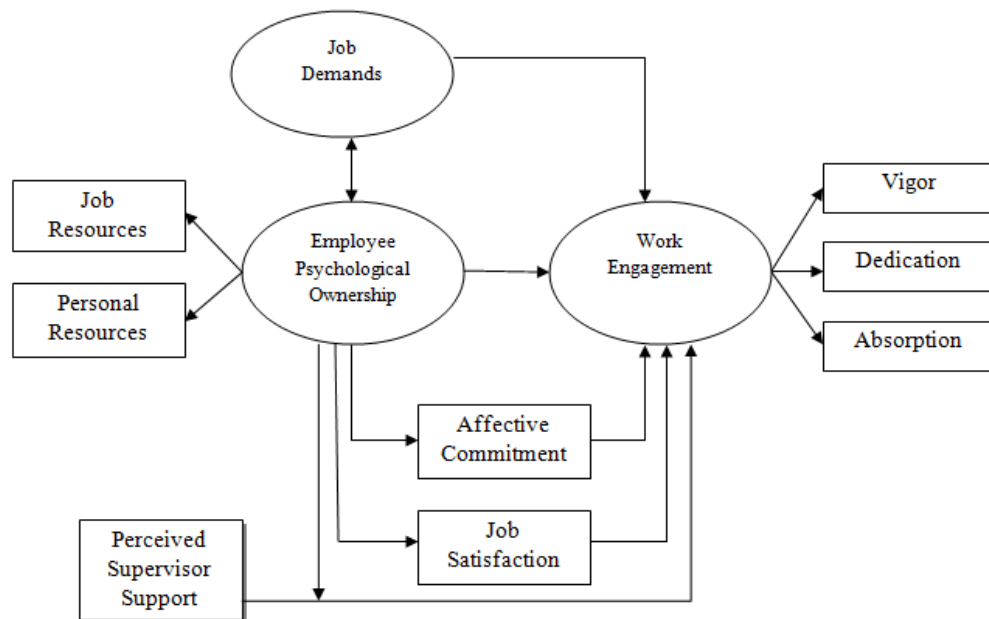 Job
Demands
Job
Resources
Personal
Resources
Employee
Psychological
Ownership
Work
Engagement
Vigor
Dedication
Absorption
Affective
Commitment
Job
Satisfaction
Perceived
Supervisor
Support